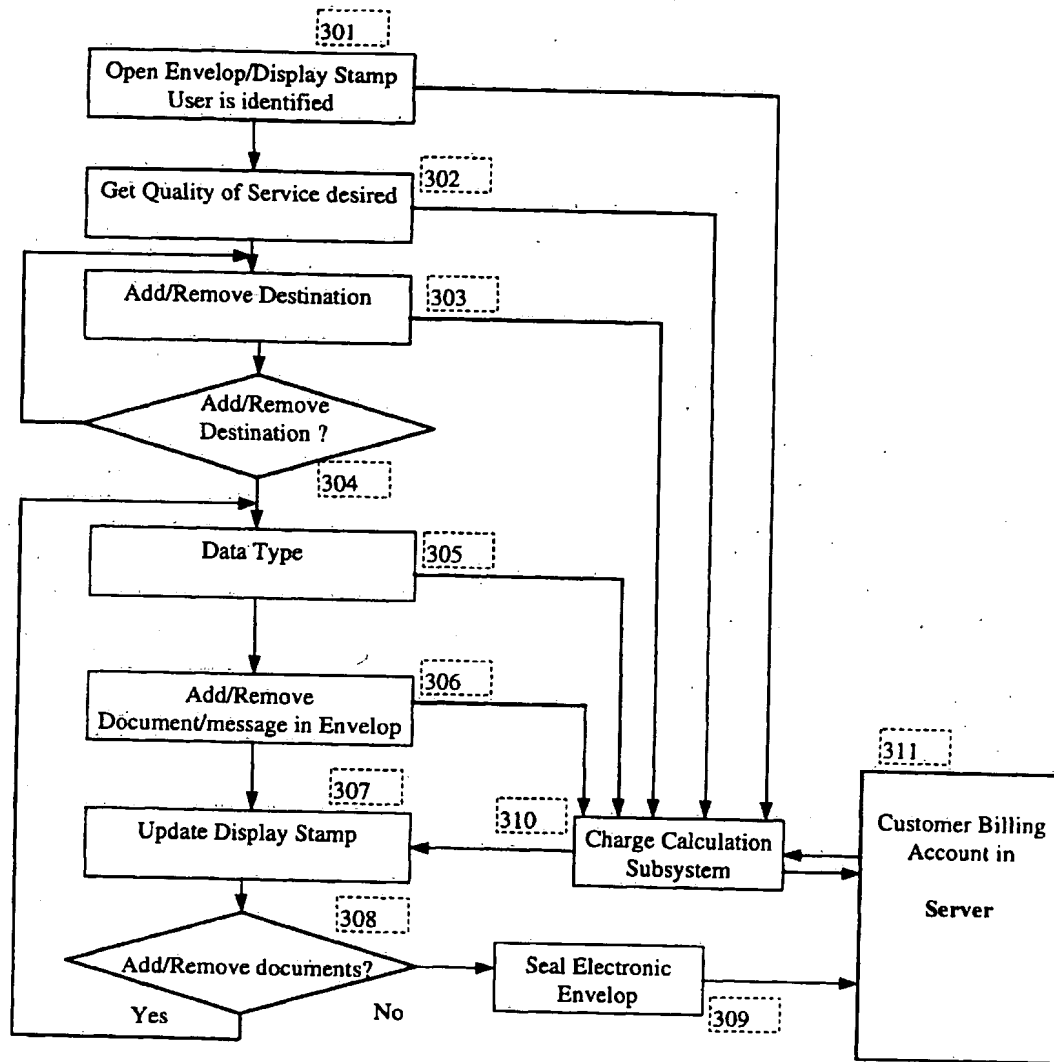 301
Open Envelop/Display Stamp
User is identified
302
Get Quality of Service desired
303
Add/Remove Destination
Add/Remove
Destination ?
304
305
Data Type
306
Add/Remove
Document/message in Envelop
307
Update Display Stamp
310
Charge Calculation
Subsystem
311
Customer Billing
Account in
Server
308
Add/Remove documents?
Yes
No
Seal Electronic
Envelop
309